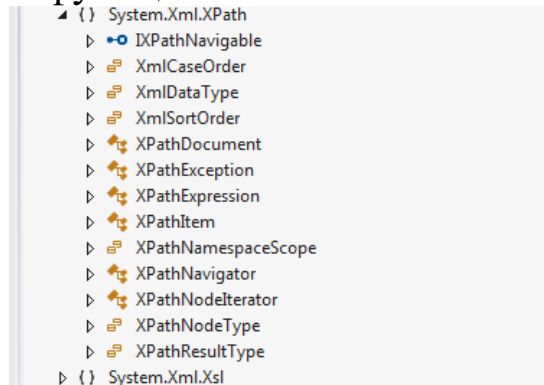 { } System.Xml.XPath
IXPathNavigable
XmlCaseOrder
XmlDataType
XmlSortOrder
XPathDocument
XPathException
XPathExpression
XPathItem
XPathNamespaceScope
XPathNavigator
XPathNodeIterator
XPathNodeType
XPathResultType
{ } System.Xml.Xsl